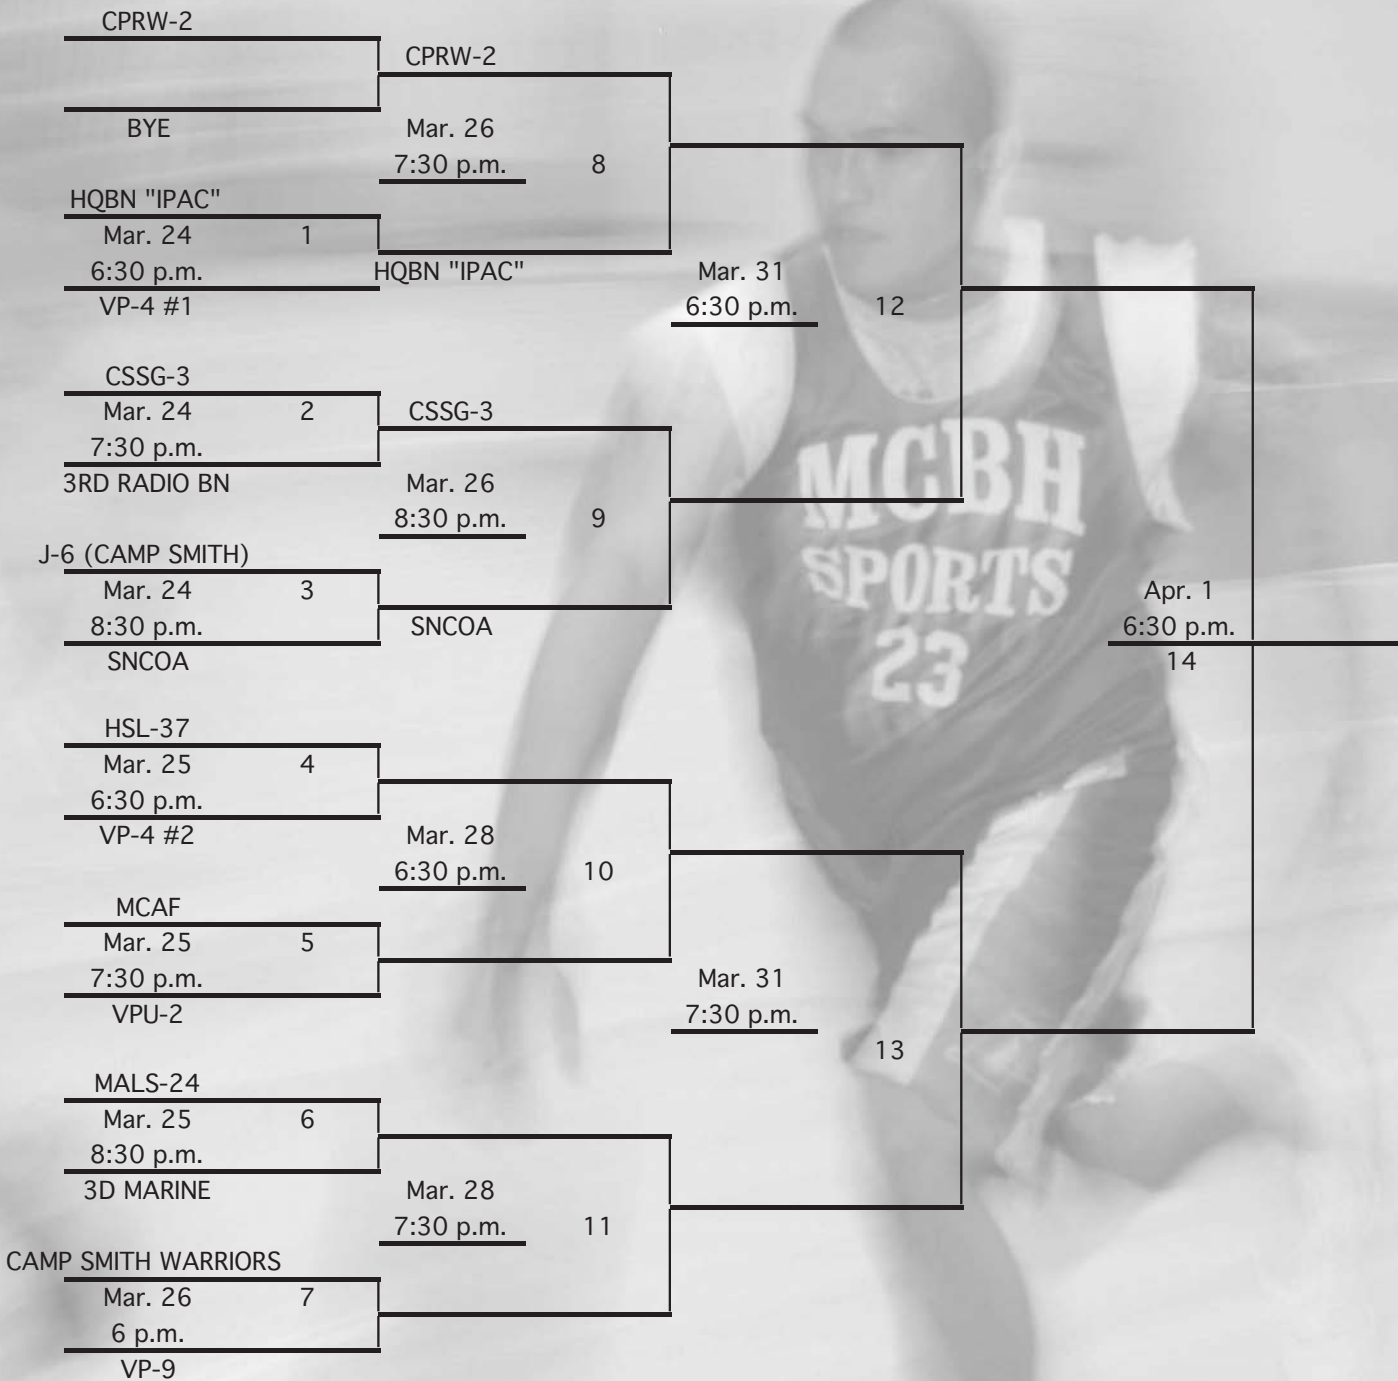 CPRW-2
BYE
HQBN "IPAC"
Mar. 24 1
6:30 p.m.
VP-4 #1
CSSG-3
Mar. 24 2
7:30 p.m.
3RD RADIO BN
J-6 (CAMP SMITH)
Mar. 24 3
8:30 p.m.
SNCOA
HSL-37
Mar. 25 4
6:30 p.m.
VP-4 #2
MCAF
Mar. 25 5
7:30 p.m.
VPU-2
MALS-24
Mar. 25 6
8:30 p.m.
3D MARINE
CAMP SMITH WARRIORS
Mar. 26 7
6 p.m.
VP-9
CPRW-2
Mar. 26
7:30 p.m. 8
HQBN "IPAC"
CSSG-3
Mar. 26
8:30 p.m. 9
SNCOA
Mar. 28
6:30 p.m. 10
Mar. 28
7:30 p.m. 11
Mar. 31
6:30 p.m. 12
Mar. 31
7:30 p.m.
13
Apr. 1
6:30 p.m.
14
MCBH
SPORTS
23